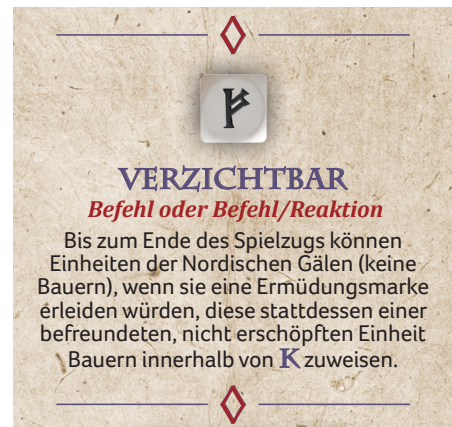 VERZICHTBAR
Befehl oder Befehl/Reaktion
Bis zum Ende des Spielzugs können
Einheiten der Nordischen Gälen (keine
Bauern), wenn sie eine Ermüdungsmarke
erleiden würden, diese stattdessen einer
befreundeten, nicht erschöpften Einheit
Bauern innerhalb von K zuweisen.